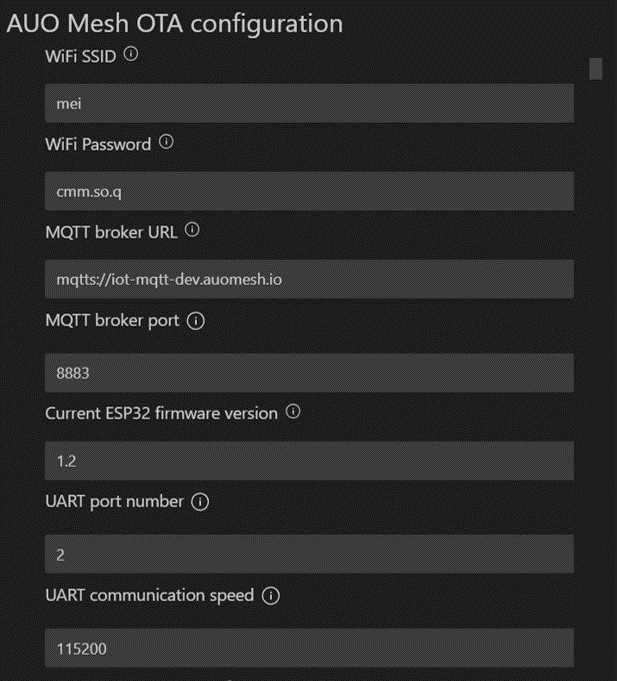 AUO Mesh OTA configuration
WiFi SSID
mei
WiFi Password
cmm.so.q
MQTT broker URL
mqtts://iot-mqtt-dev.auomesh.io
MQTT broker port
8883
Current ESP32 firmware version
1.2
UART port number
2
UART communication speed
115200